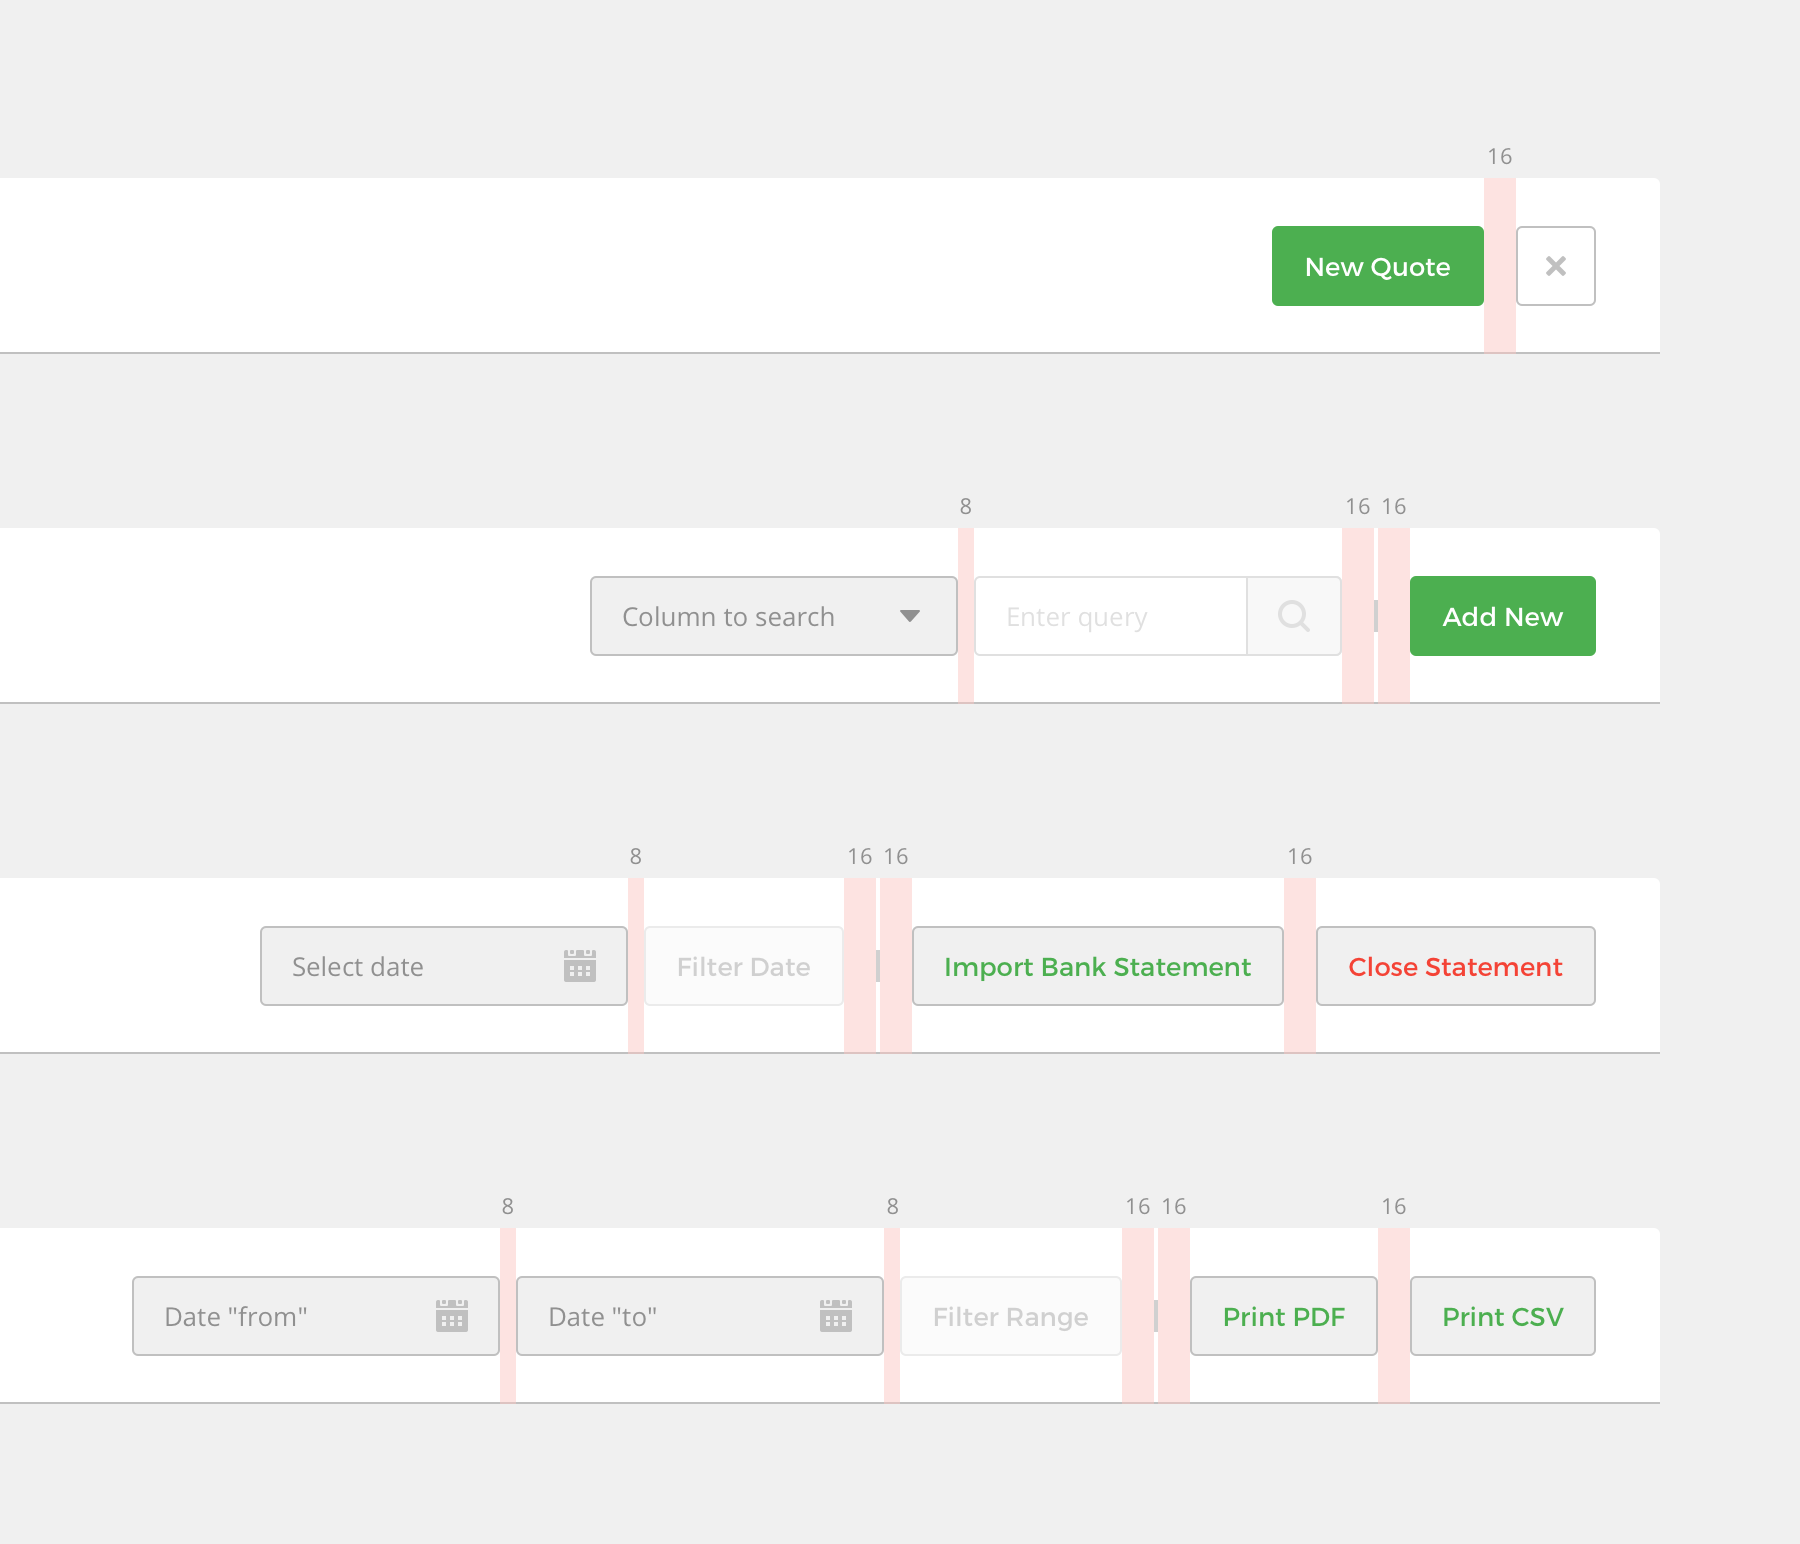 16
New Quote
8 16 16
Column to search Enter query Add New
8 16 16 16
Select date Filter Date Import Bank Statement Close Statement
8 8 16 16 16
Date "from" Date "to" Filter Range Print PDF Print CSV